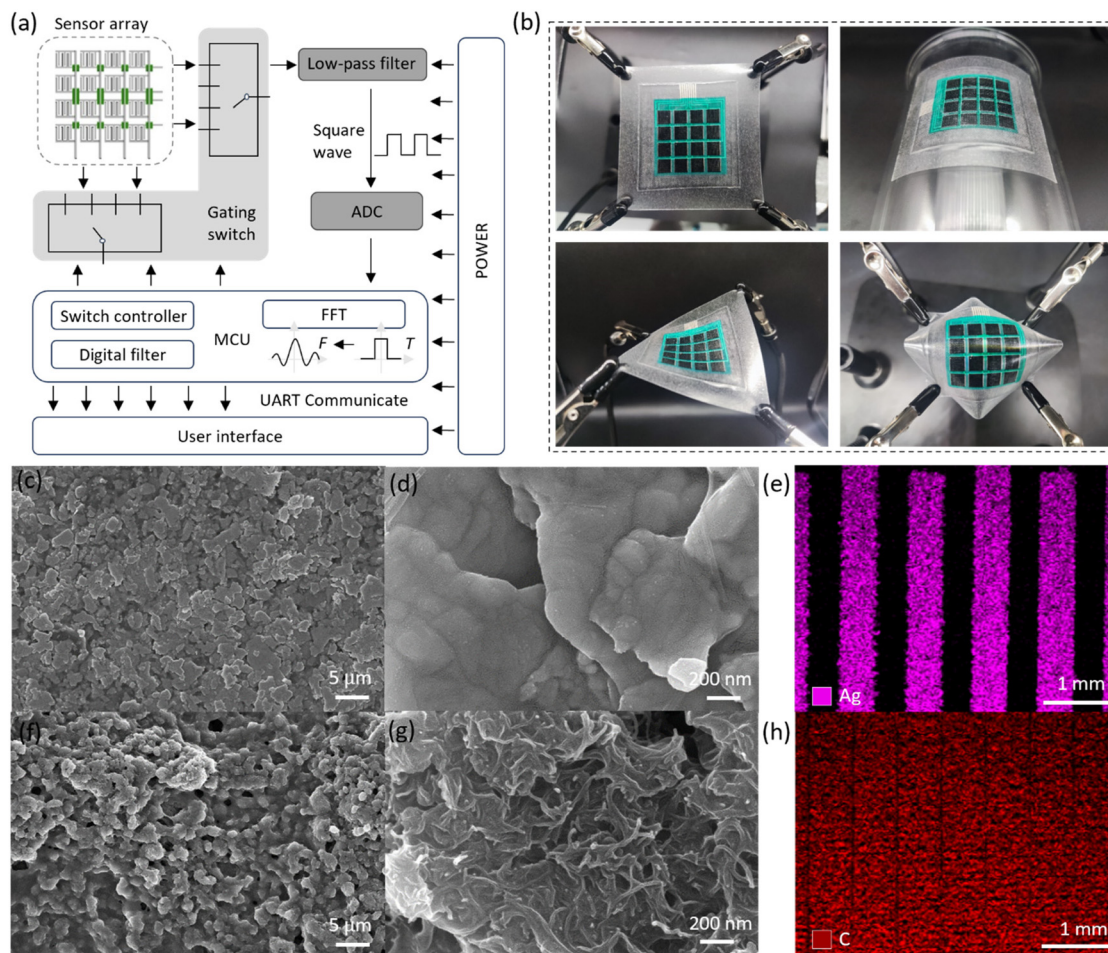 (a)
Sensor array
Low-pass filter
Square
wave
ADC
Gating
switch
POWER
Switch controller
Digital filter
MCU
FFT
F
T
UART Communicate
User interface
(b)
(c)
5 μm
(d)
200 nm
(e)
Ag
1 mm
(f)
5 μm
(g)
200 nm
(h)
C
1 mm